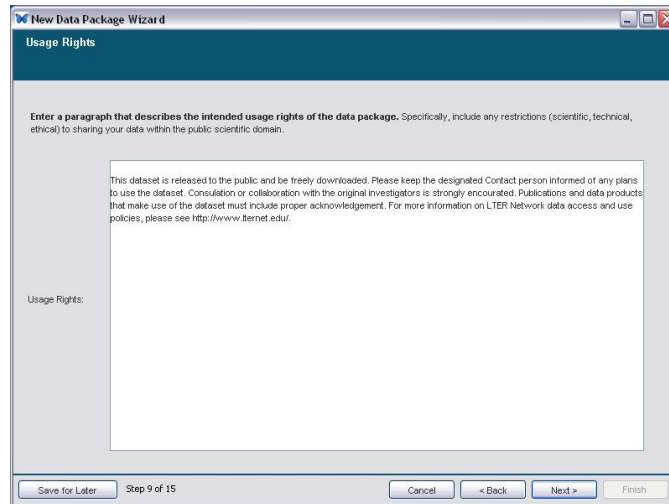 New Data Package Wizard
Usage Rights
Enter a paragraph that describes the intended usage rights of the data package. Specifically, include any restrictions (scientific, technical,
ethical) to sharing your data within the public scientific domain.
This dataset is released to the public and be freely downloaded. Please keep the designated Contact person informed of any plans
to use the dataset. Consulation or collaboration with the original investigators is strongly encourated. Publications and data products
that make use of the dataset must include proper acknowledgement. For more information on LTER Network data access and use
policies, please see http://www.lternet.edu/.
Usage Rights:
Save for Later Step 9 of 15 Cancel < Back Next > Finish